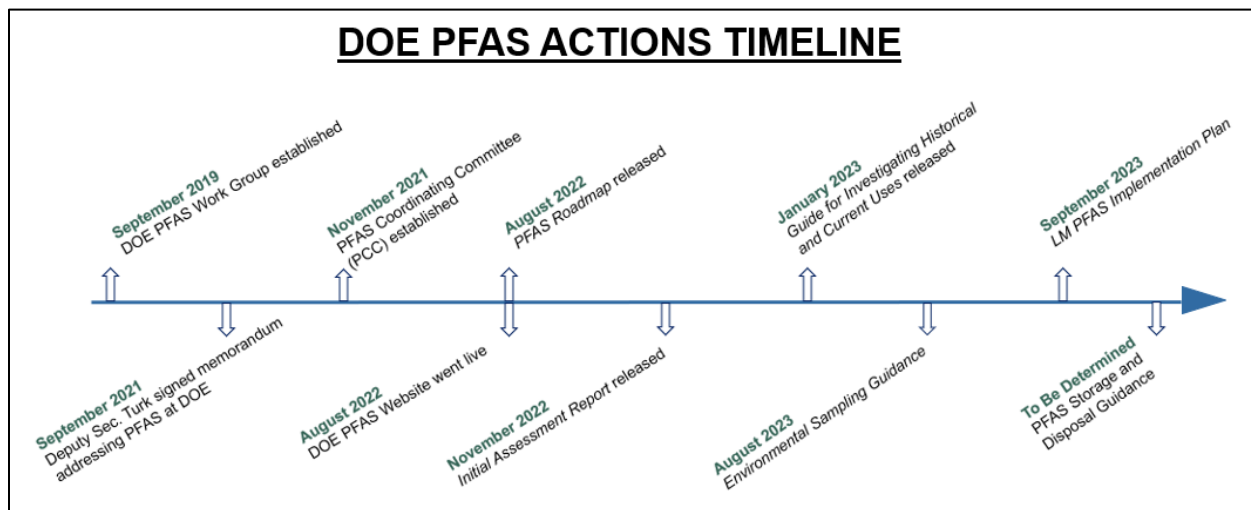 DOE PFAS ACTIONS TIMELINE
September 2019
DOE PFAS Work Group established
November 2021
PFAS Coordinating Committee
(PCC) established
August 2022
PFAS Roadmap released
January 2023
Guide for Investigating Historical
and Current Uses released
September 2023
LM PFAS Implementation Plan
September 2021
Deputy Sec. Turk signed memorandum
addressing PFAS at DOE
August 2022
DOE PFAS Website went live
November 2022
Initial Assessment Report released
August 2023
Environmental Sampling Guidance
To Be Determined
PFAS Storage and
Disposal Guidance